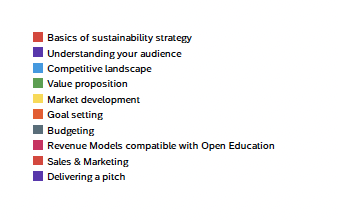 Basics of sustainability strategy
Understanding your audience
Competitive landscape
Value proposition
Market development
Goal setting
Budgeting
Revenue Models compatible with Open Education
Sales & Marketing
Delivering a pitch